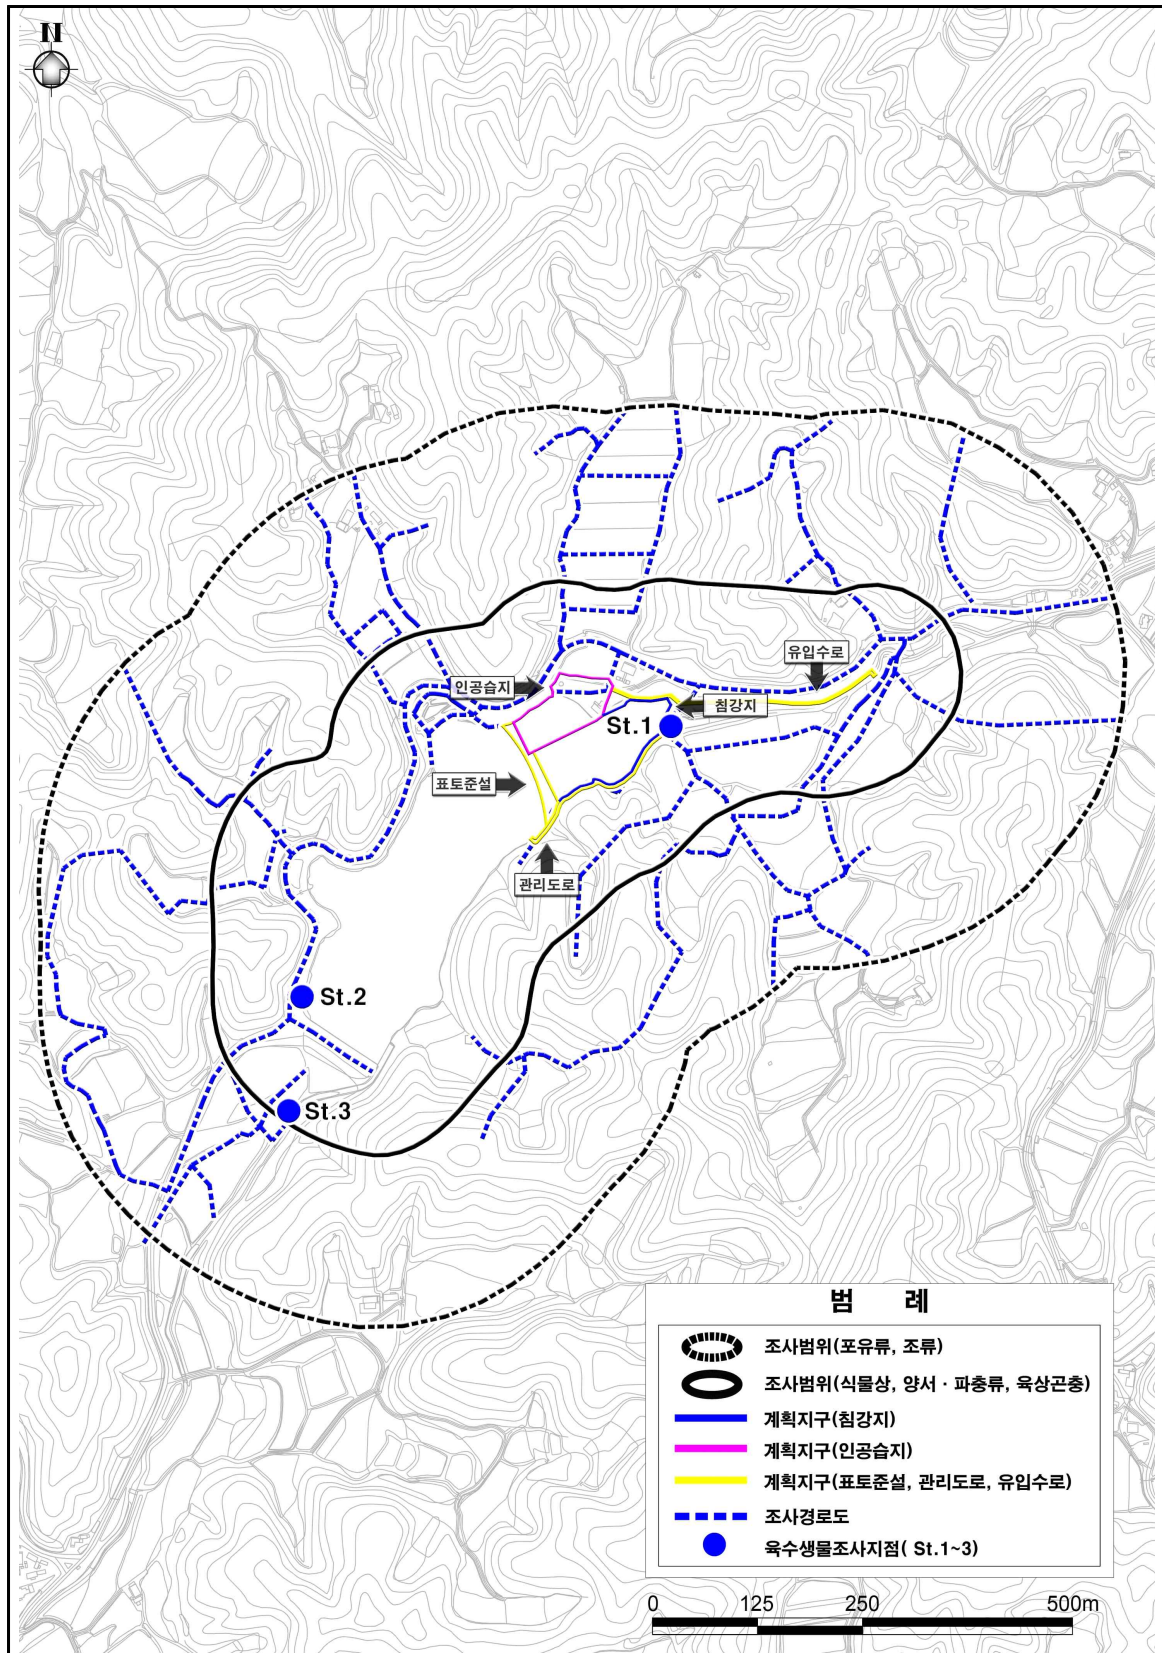 N
유입수로
인공습지
침강지
St.1
표토준설
관리도로
St.2
St.3
범 례
조사범위(포유류, 조류)
조사범위(식물상, 양서 · 파충류, 육상곤충)
계획지구(침강지)
계획지구(인공습지)
계획지구(표토준설, 관리도로, 유입수로)
조사경로도
육수생물조사지점( St.1~3)
0 125 250 500m